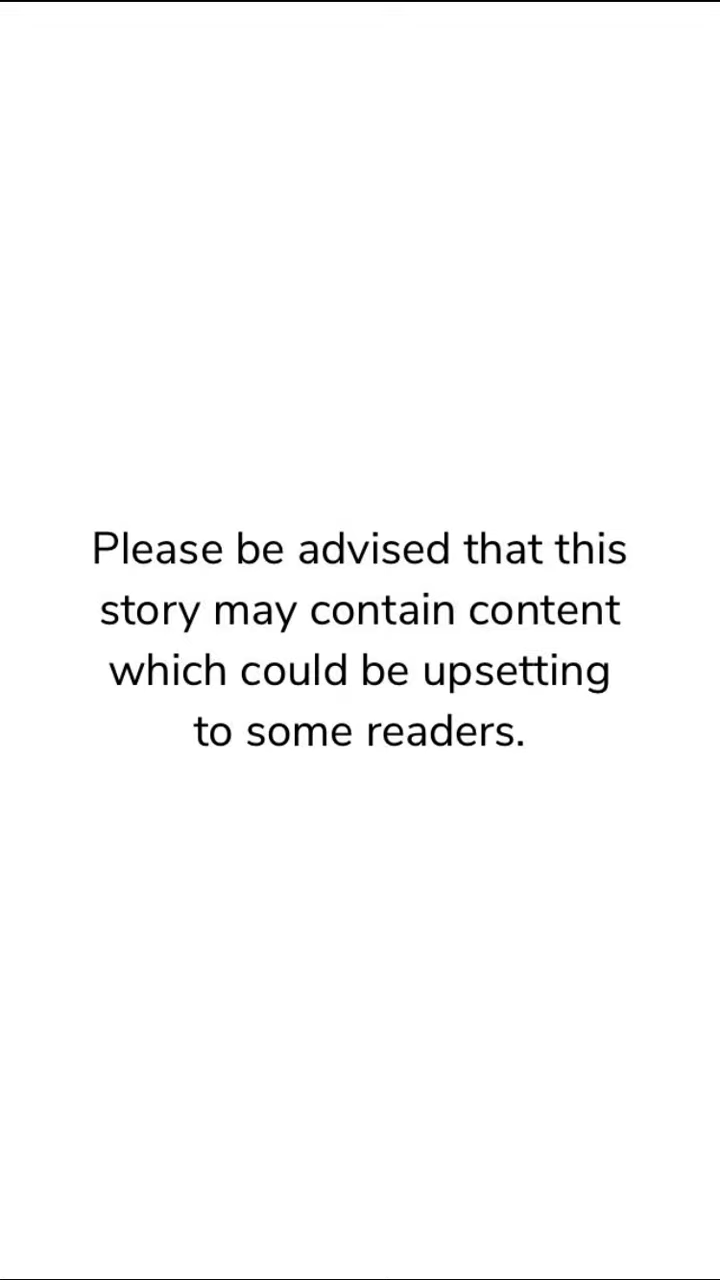 Please be advised that this
story may contain content
which could be upsetting
to some readers.